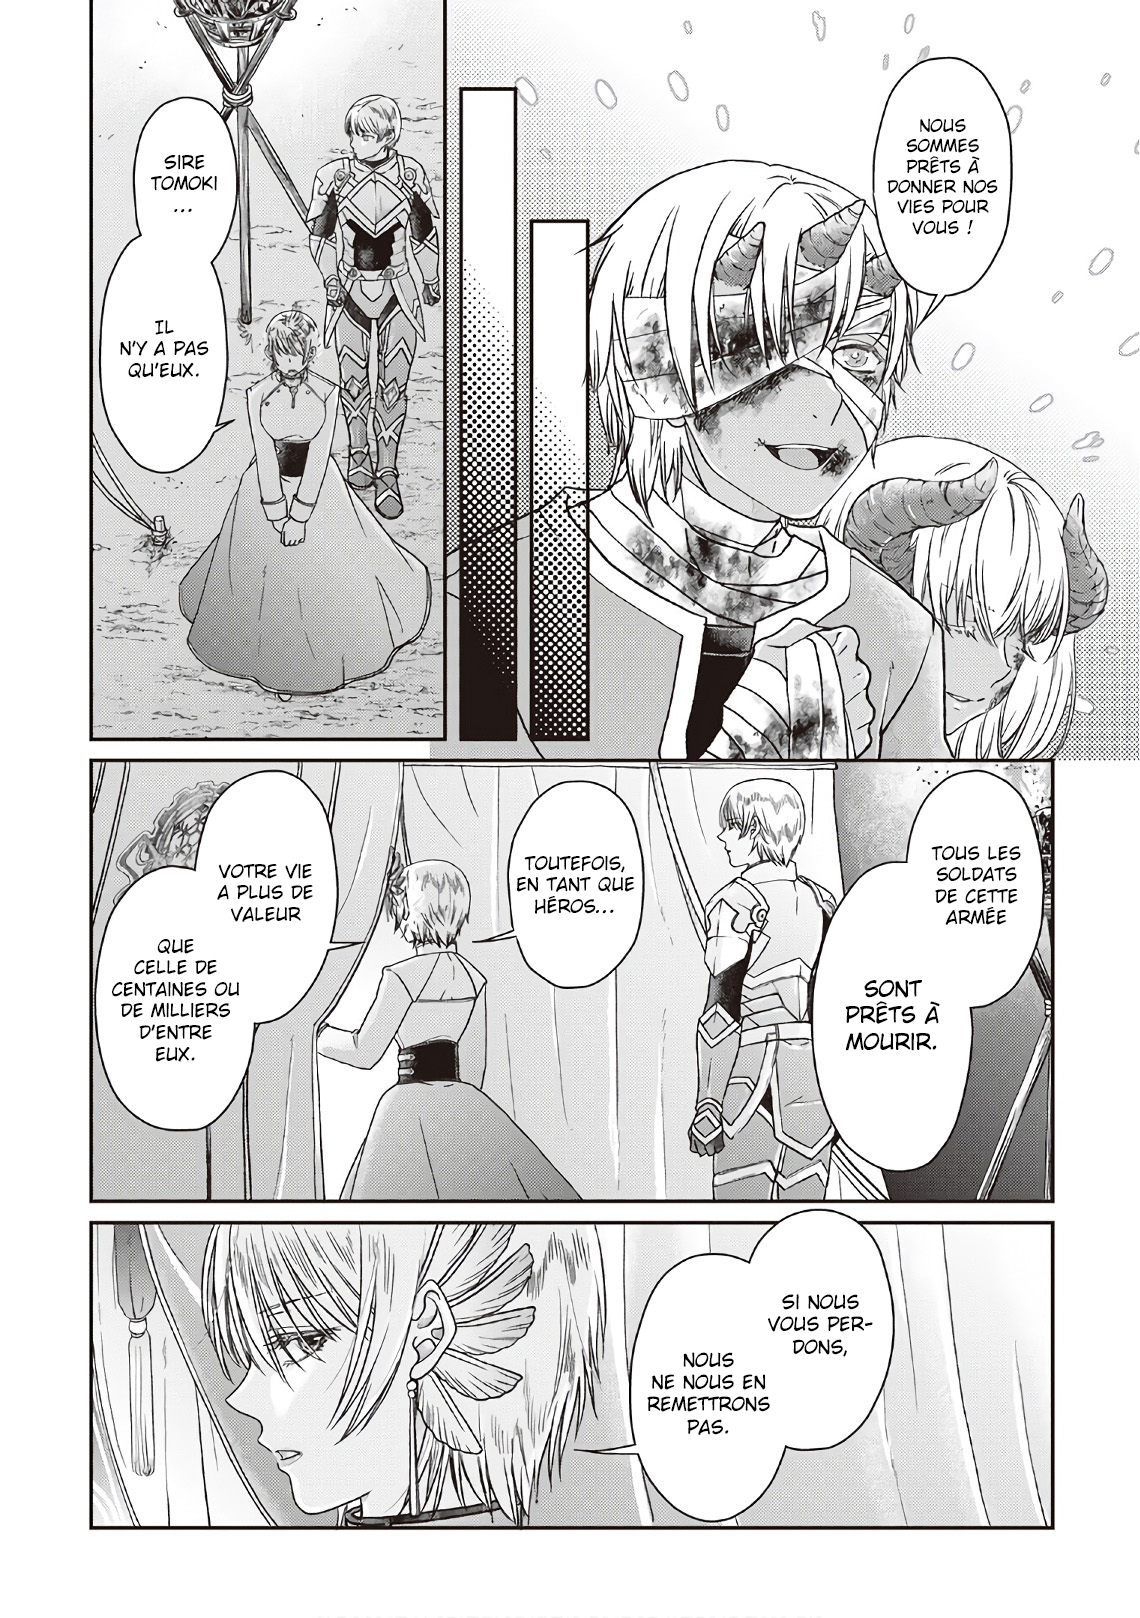 NOUS
SOMMES
PRÊTS À
DONNER NOS
VIES POUR
VOUS !
SIRE
TOMOKI
...
IL
N'Y A PAS
QU'EUX.
TOUS LES
SOLDATS
DE CETTE
ARMÉE
SONT
PRÊTS À
MOURIR.
TOUTEFOIS,
EN TANT QUE
HÉROS...
VOTRE VIE
A PLUS DE
VALEUR
QUE
CELLE DE
CENTAINES OU
DE MILLIERS
D'ENTRE
EUX.
SI NOUS
VOUS PER-
DONS,
NOUS
NE NOUS EN
REMETTRONS
PAS.